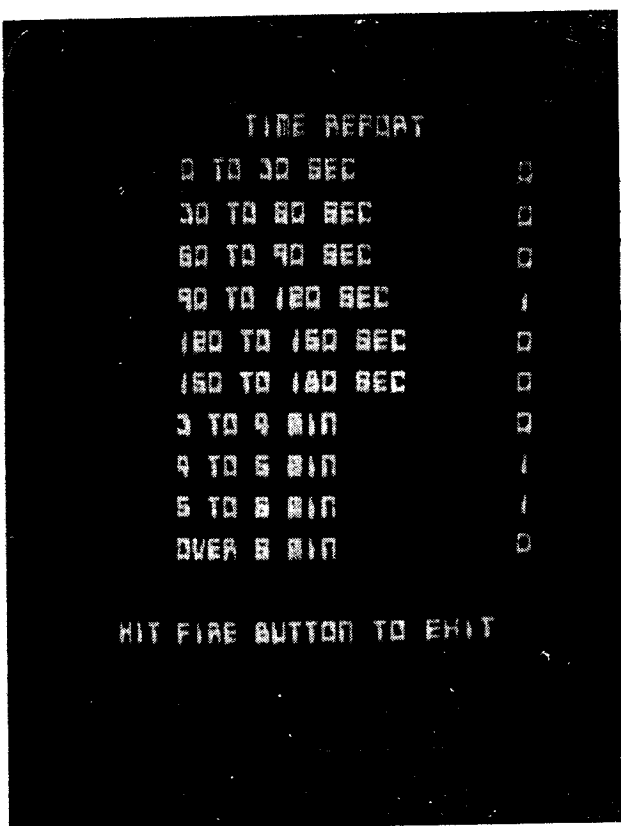 TIME REPORT
0 TO 30 SEC 0
30 TO 60 SEC 0
60 TO 90 SEC 0
90 TO 120 SEC 1
120 TO 150 SEC 0
150 TO 180 SEC 0
3 TO 4 MIN 0
4 TO 5 MIN 1
5 TO 6 MIN 1
OVER 6 MIN 0
HIT FIRE BUTTON TO EXIT